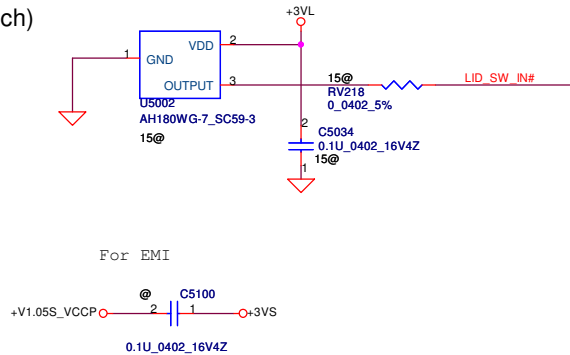 ch)
+3VL
1
GND
VDD
2
OUTPUT
3
U5002
AH180WG-7_SC59-3
15@
15@
RV218
0_0402_5%
LID_SW_IN#
2
C5034
0.1U_0402_16V4Z
15@
1
For EMI
@
C5100
+V1.05S_VCCP
2
1
+3VS
0.1U_0402_16V4Z